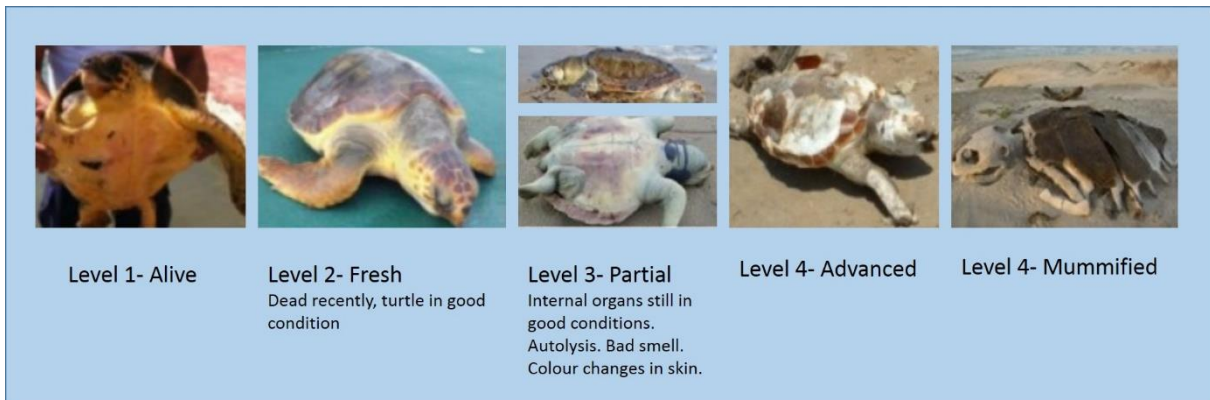 Level 1- Alive
Level 2- Fresh
Dead recently, turtle in good
condition
Level 3- Partial
Internal organs still in
good conditions.
Autolysis. Bad smell.
Colour changes in skin.
Level 4- Advanced
Level 4- Mummified